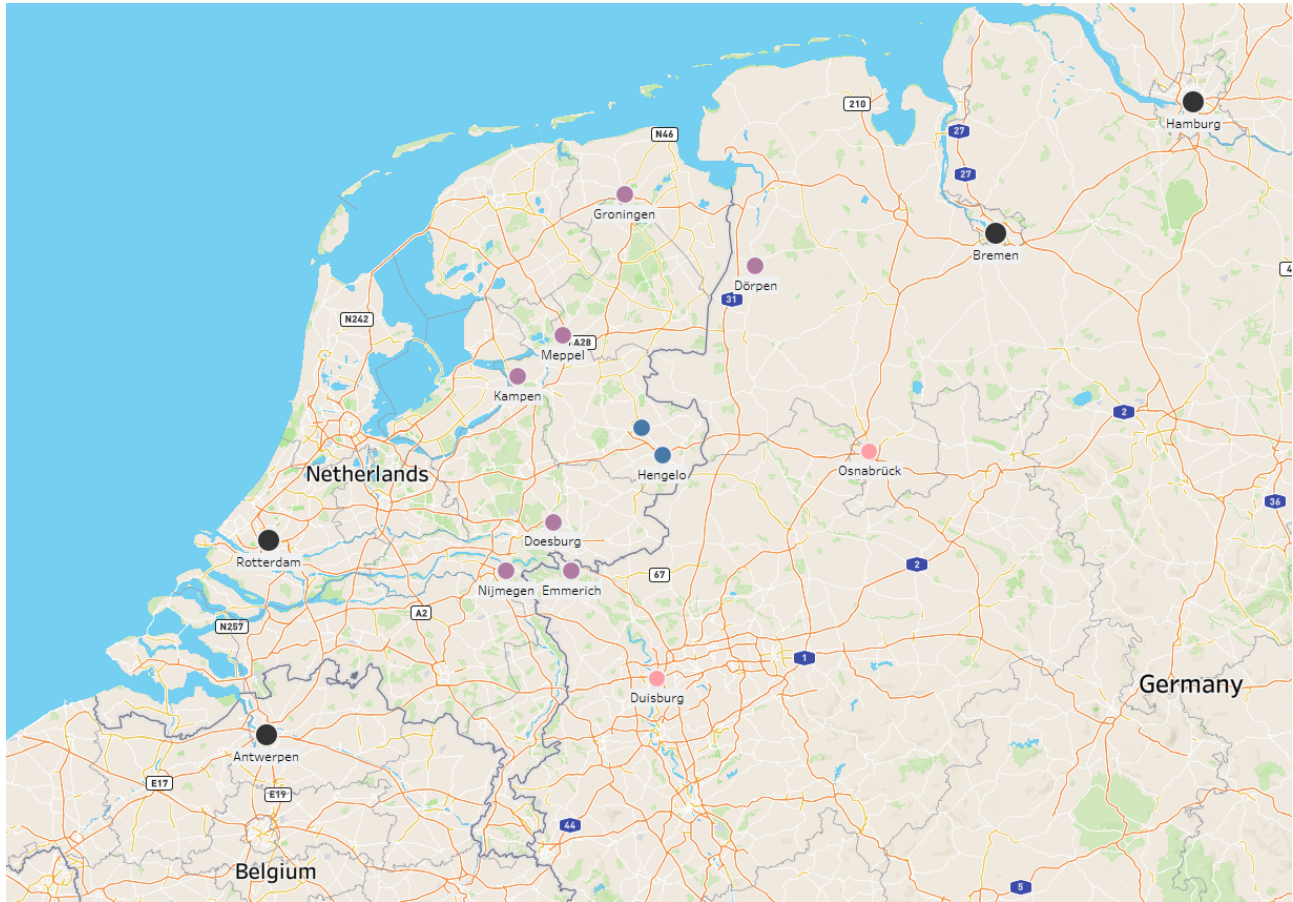 Hamburg
210
27
N46
27
Groningen
Bremen
Dörpen
31
N242
A28
Meppel
Kampen
2
Netherlands
Hengelo
Osnabrück
36
Doesburg
Rotterdam
2
67
Nijmegen
Emmerich
A2
N257
1
Germany
Duisburg
Antwerpen
E17
E19
44
Belgium
5